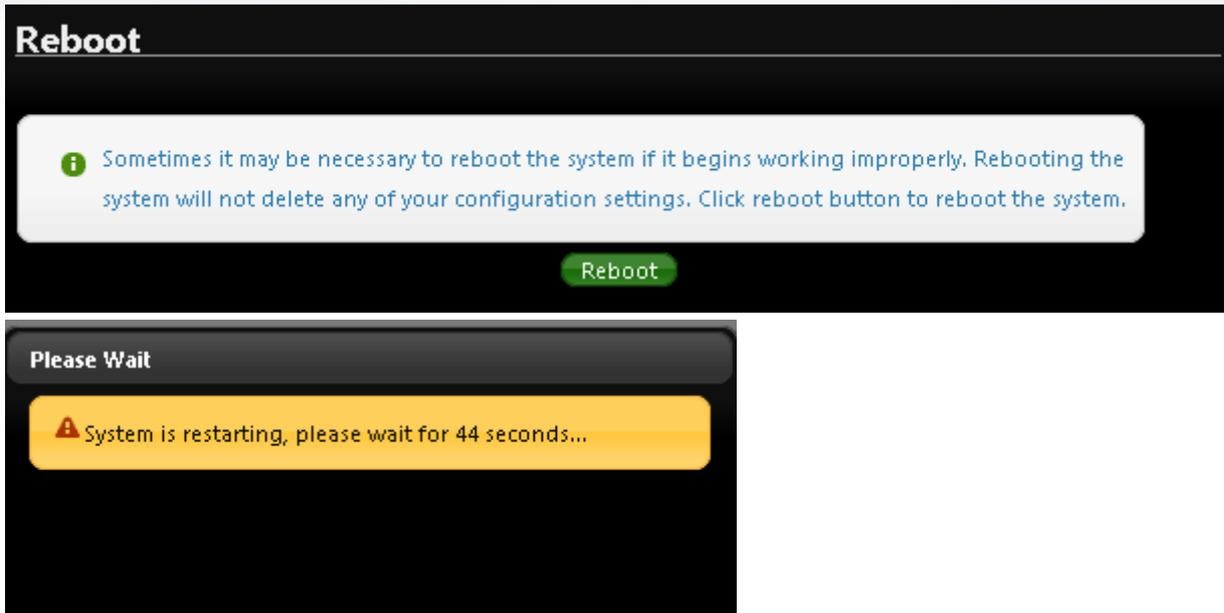 Reboot
Sometimes it may be necessary to reboot the system if it begins working improperly. Rebooting the
system will not delete any of your configuration settings. Click reboot button to reboot the system.
Reboot
Please Wait
System is restarting, please wait for 44 seconds...